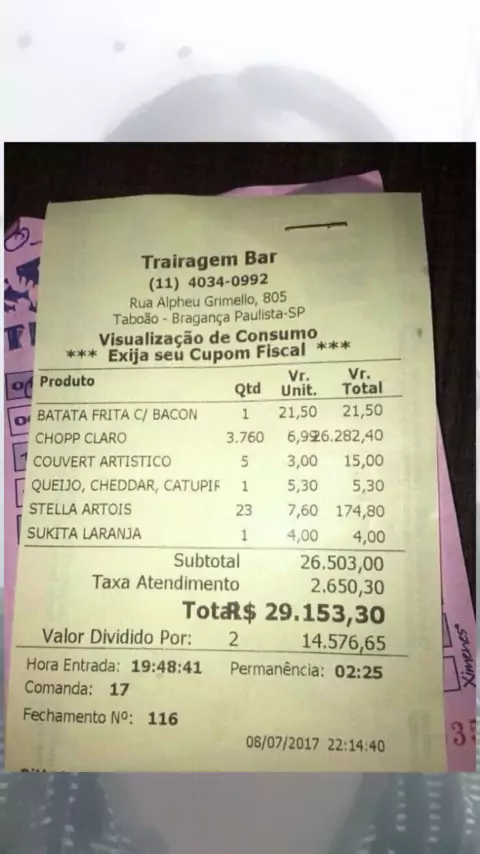 Trairagem Bar
(11) 4034-0992
Rua Alpheu Grimello, 805
Taboão - Bragança Paulista-SP
Visualização de Consumo
*** Exija seu Cupom Fiscal ***
Produto Qtd Vr. Unit. Vr. Total
BATATA FRITA C/ BACON 1 21,50 21,50
CHOPP CLARO 3.760 6,9926.282,40
COUVERT ARTISTICO 5 3,00 15,00
QUEIJO, CHEDDAR, CATUPIF 1 5,30 5,30
STELLA ARTOIS 23 7,60 174,80
SUKITA LARANJA 1 4,00 4,00
Subtotal 26.503,00
Taxa Atendimento 2.650,30
TotaR$ 29.153,30
Valor Dividido Por: 2 14.576,65
Hora Entrada: 19:48:41 Permanência: 02:25
Comanda: 17
Fechamento Nº: 116
08/07/2017 22:14:40
Ximenes